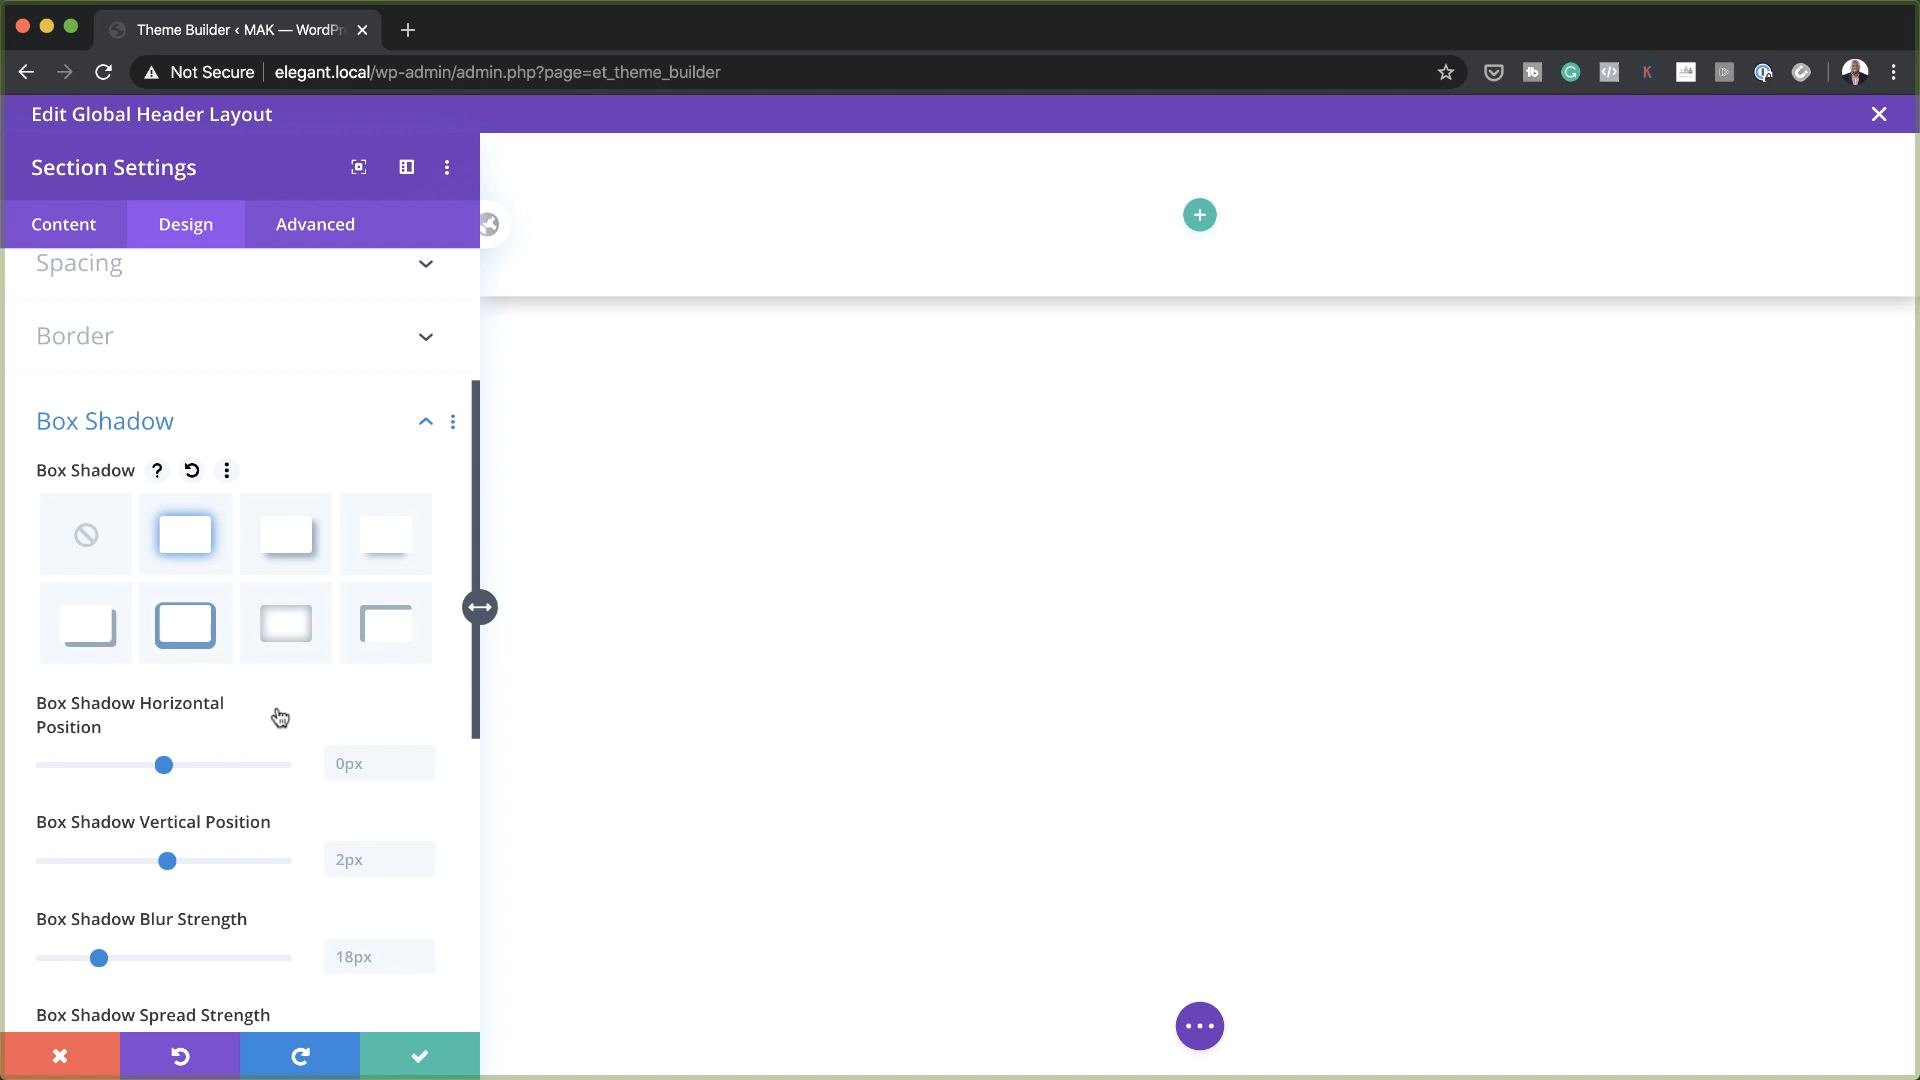 Theme Builder ‹ MAK — WordPr
Not Secure
elegant.local/wp-admin/admin.php?page=et_theme_builder
Edit Global Header Layout
Section Settings
Content
Design
Advanced
Spacing
Border
Box Shadow
Box Shadow
Box Shadow Horizontal
Position
0px
Box Shadow Vertical Position
2px
Box Shadow Blur Strength
18px
Box Shadow Spread Strength